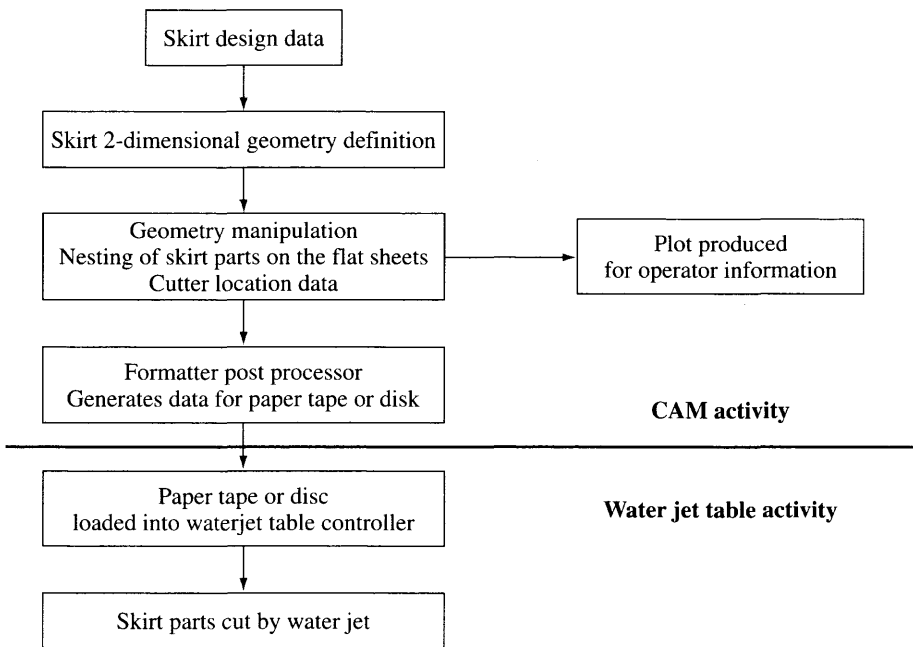 Skirt design data
Skirt 2-dimensional geometry definition
Geometry manipulation
Nesting of skirt parts on the flat sheets
Cutter location data
Plot produced
for operator information
Formatter post processor
Generates data for paper tape or disk
CAM activity
Paper tape or disc
loaded into waterjet table controller
Water jet table activity
Skirt parts cut by water jet